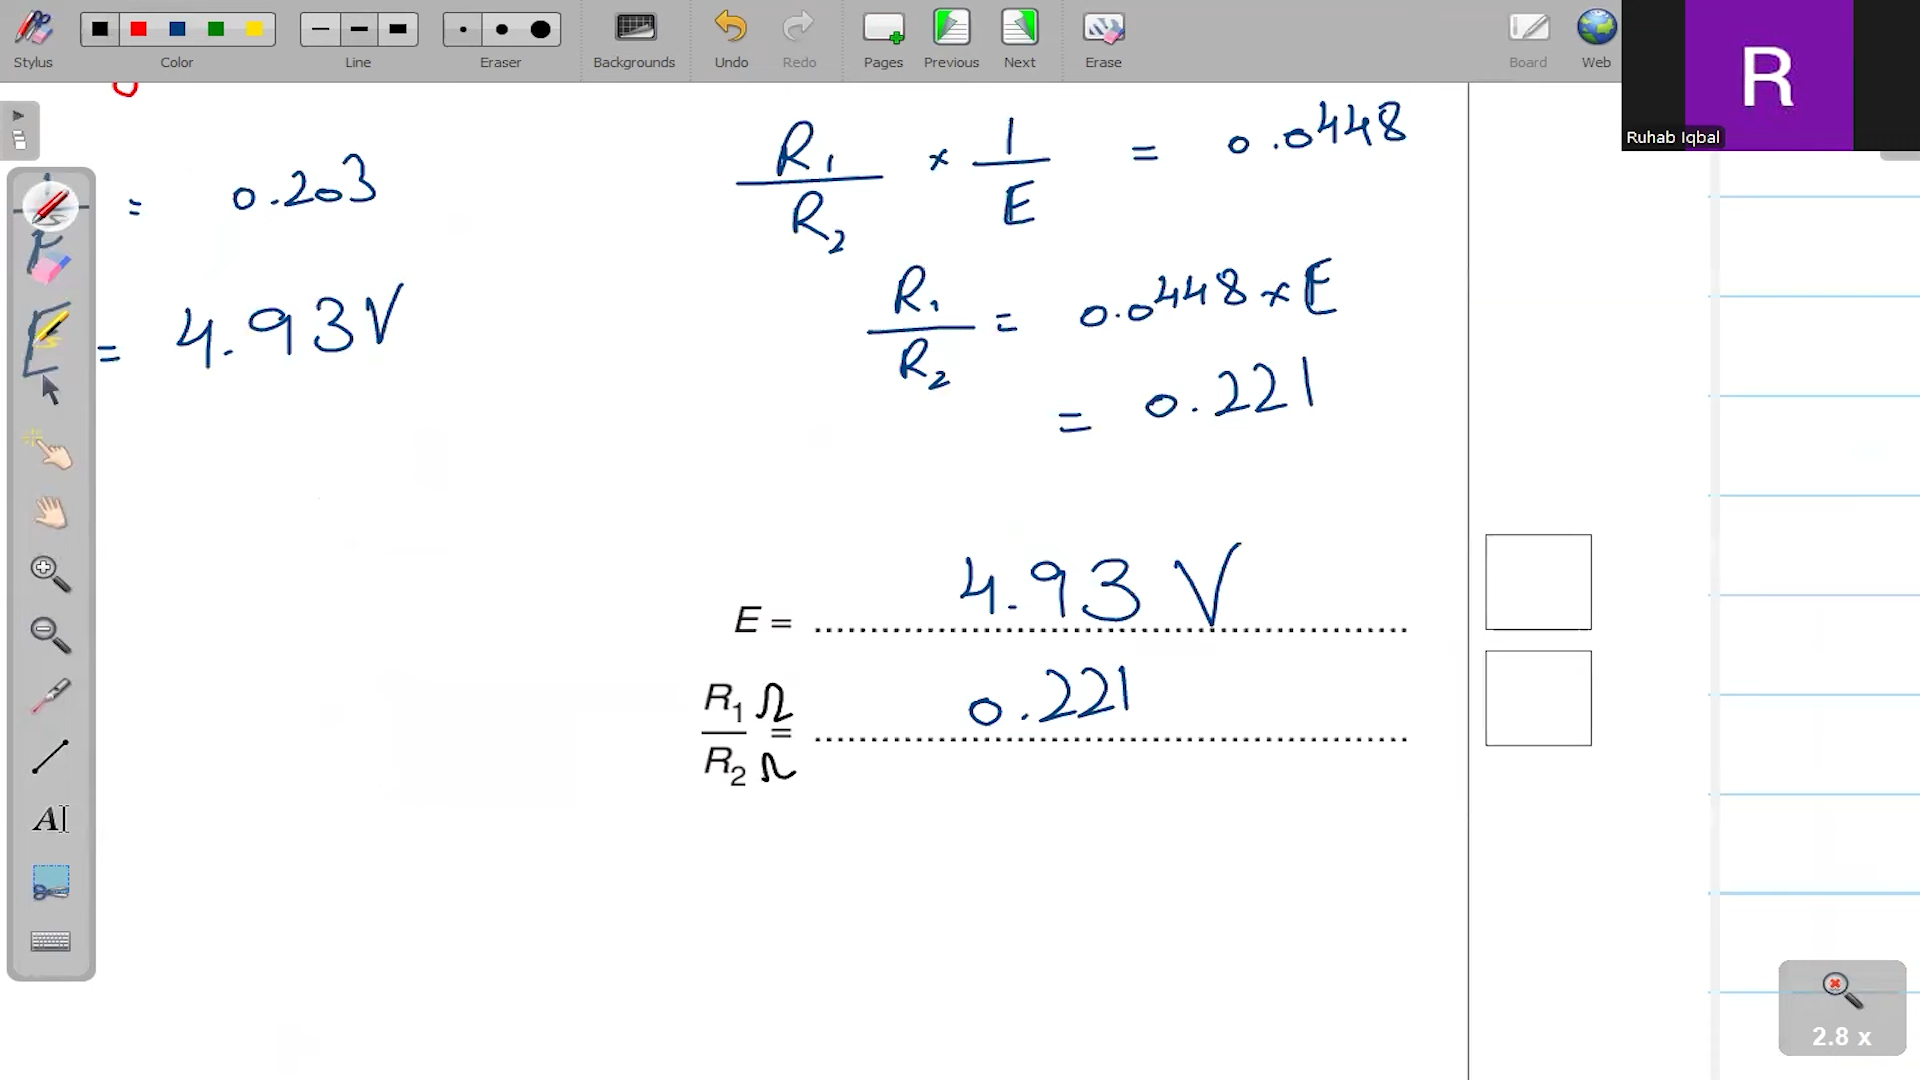 Stylus Color Line Eraser Backgrounds Undo Redo Pages Previous Next Erase Board Web
R
Ruhab Iqbal
R₁/R₂ × 1/E = 0.0448
= 0.203
R₁/R₂ = 0.0448 × E
= 4.93V
= 0.221
E = 4.93 V
R₁ Ω/R₂ Ω = 0.221
AI
2.8 x